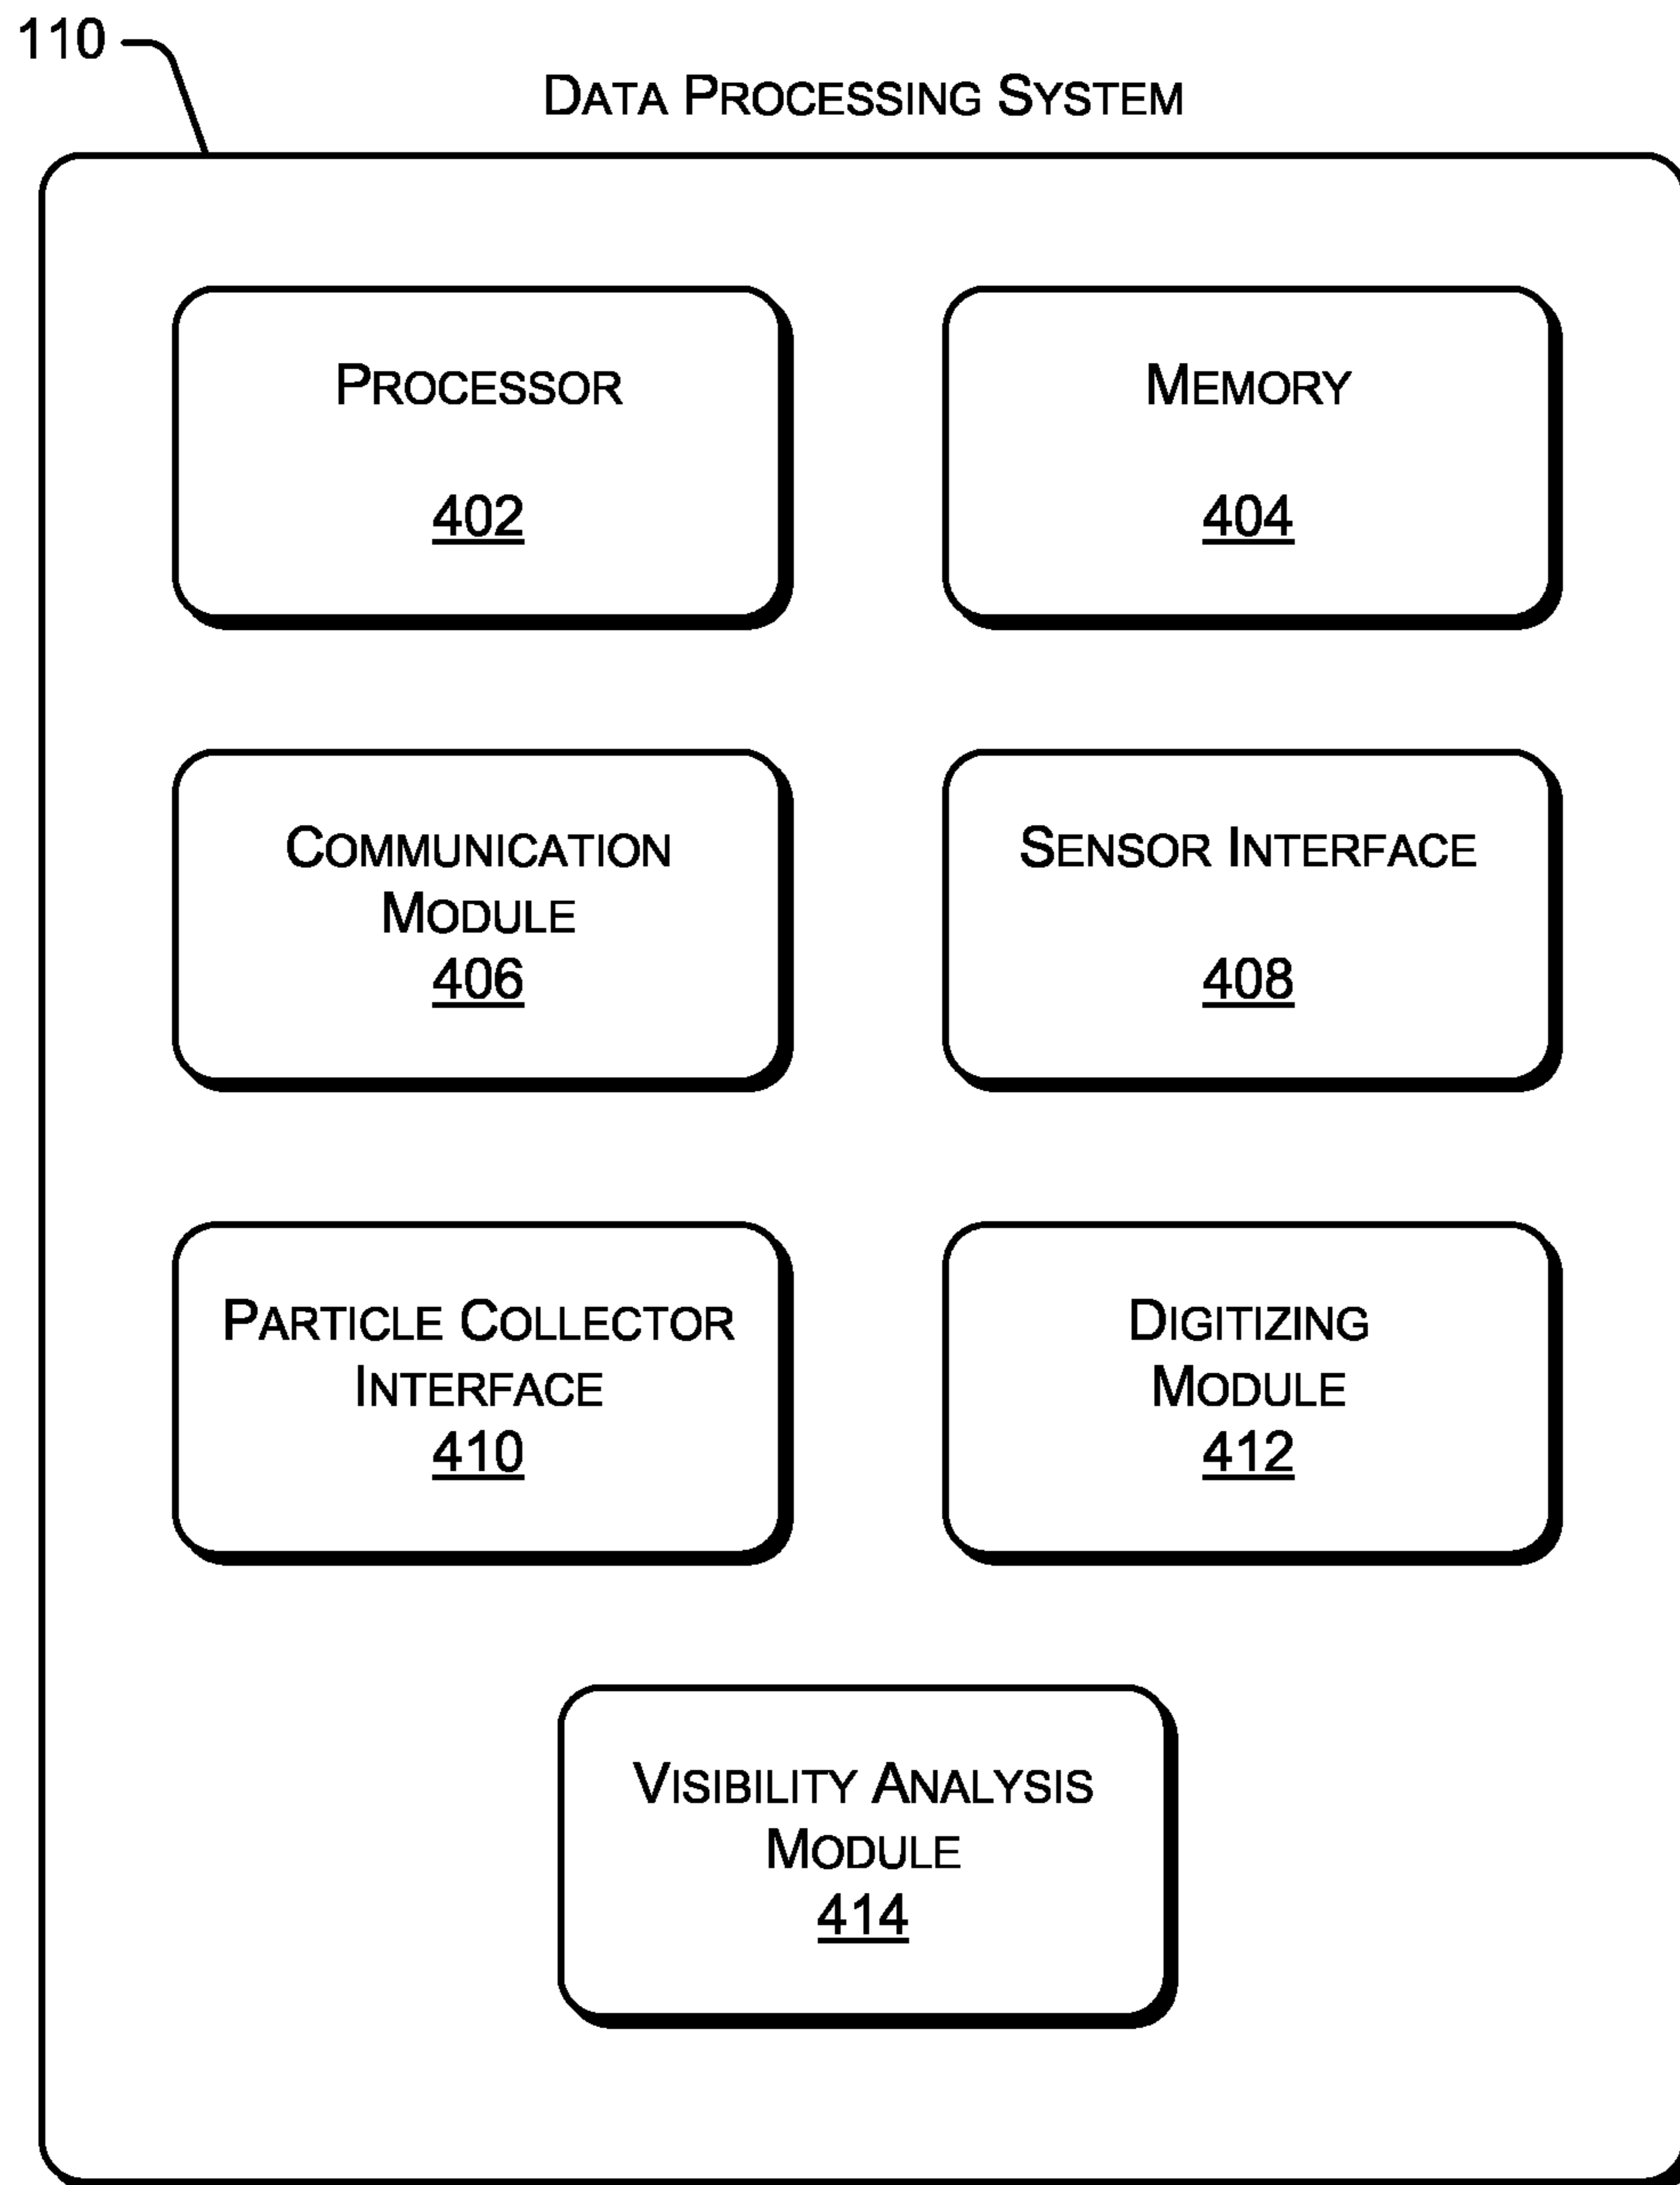 110
DATA PROCESSING SYSTEM
PROCESSOR
402
MEMORY
404
COMMUNICATION
MODULE
406
SENSOR INTERFACE
408
PARTICLE COLLECTOR
INTERFACE
410
DIGITIZING
MODULE
412
VISIBILITY ANALYSIS
MODULE
414